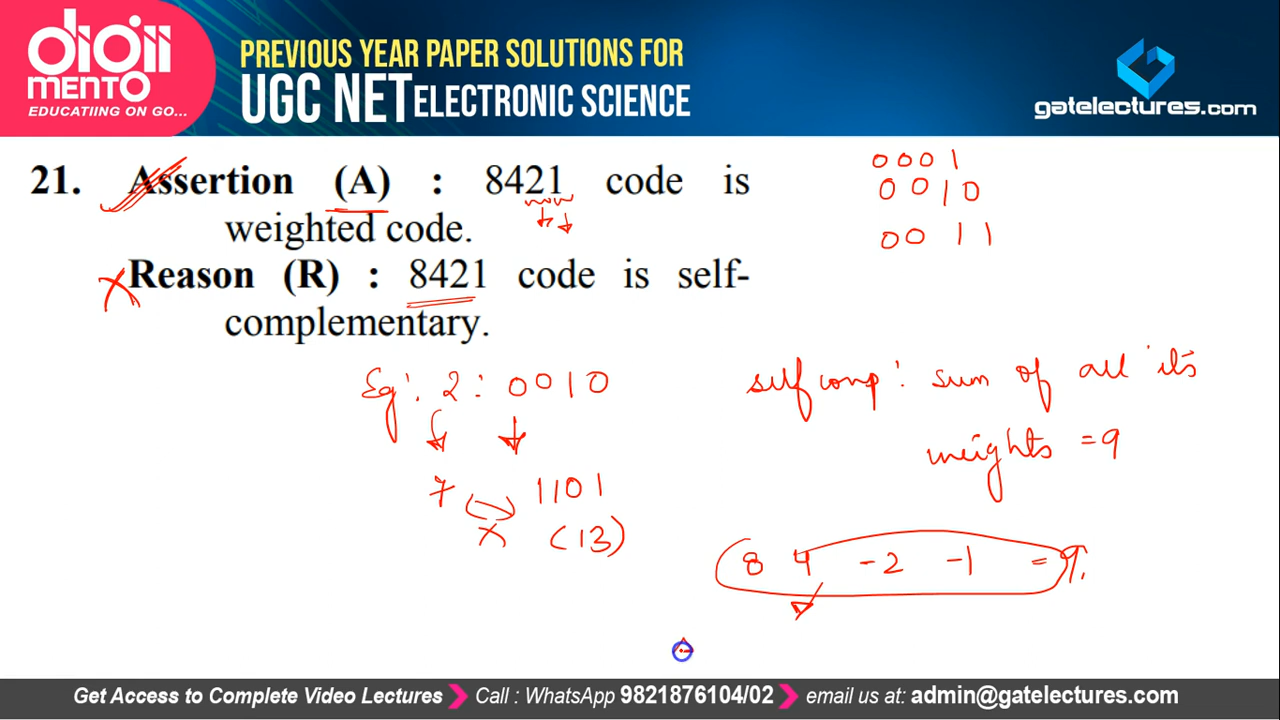 dioii
MENTO
EDUCATIING ON GO...
PREVIOUS YEAR PAPER SOLUTIONS FOR
UGC NET ELECTRONIC SCIENCE
gatelectures.com
21. Assertion (A) : 8421 code is
weighted code.
Reason (R) : 8421 code is self-
complementary.
0001
0010
0011
Eg: 2: 0010
7 1101
x (13)
self comp: sum of all its
weights = 9
8 4 -2 -1 = 9.
Get Access to Complete Video Lectures Call : WhatsApp 9821876104/02 email us at: admin@gatelectures.com